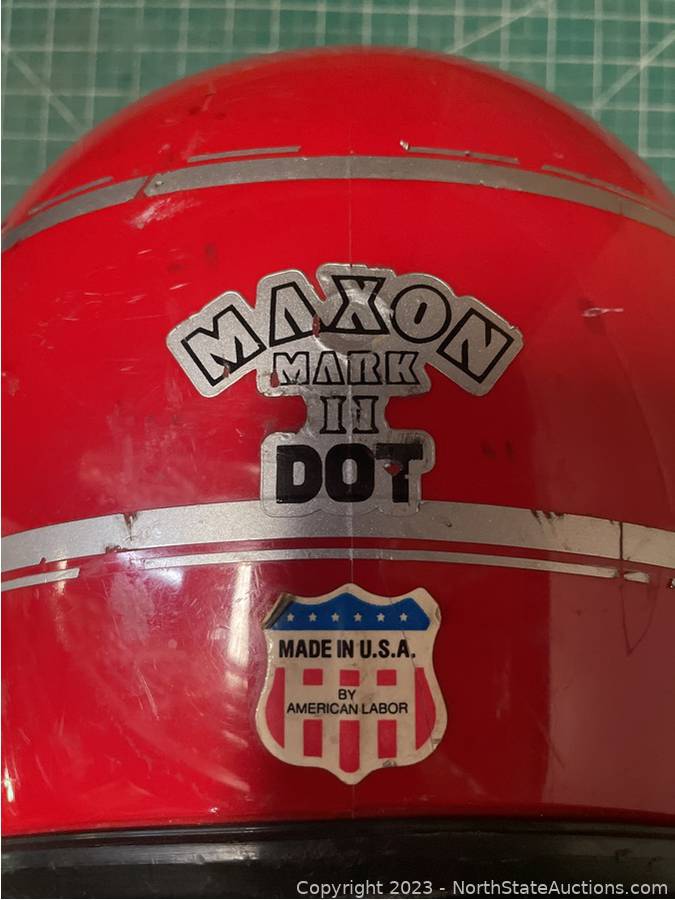 MAXON
MARK
II
DOT
MADE IN U.S.A.
BY
AMERICAN LABOR
Copyright 2023 - NorthStateAuctions.com